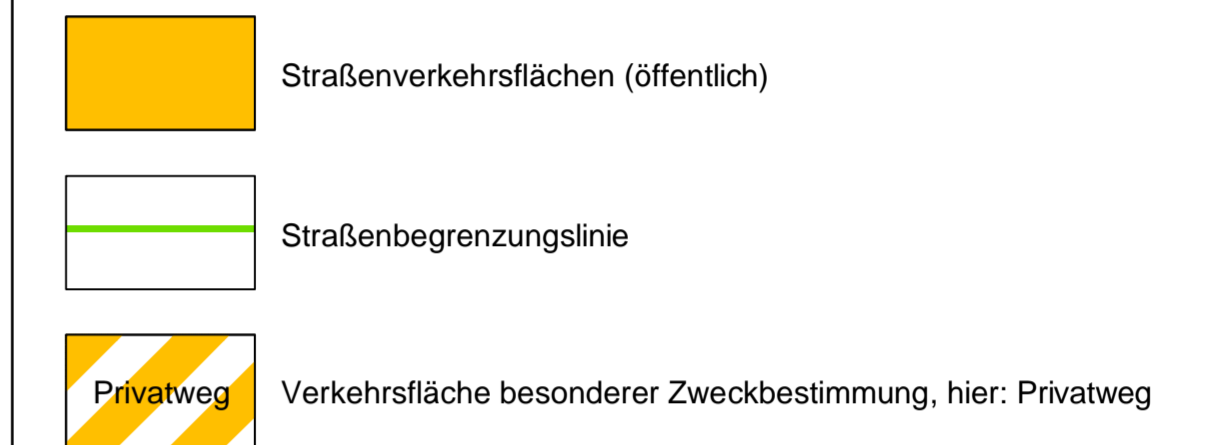 Straßenverkehrsflächen (öffentlich)
Straßenbegrenzungslinie
Privatweg Verkehrsfläche besonderer Zweckbestimmung, hier: Privatweg